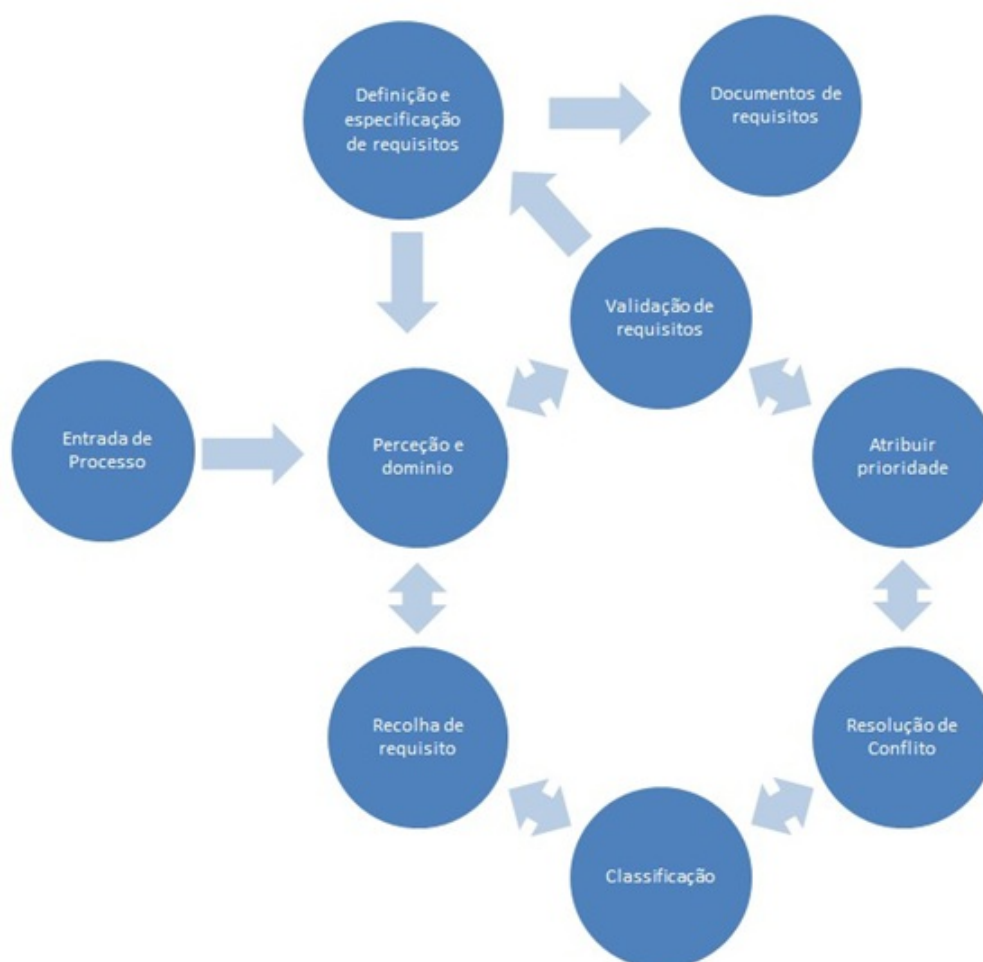 Definição e
especificação
de requisitos
Documentos de
requisitos
Validação de
requisitos
Entrada de
Processo
Perceção e
dominio
Atribuir
prioridade
Recolha de
requisito
Resolução de
Conflito
Classificação